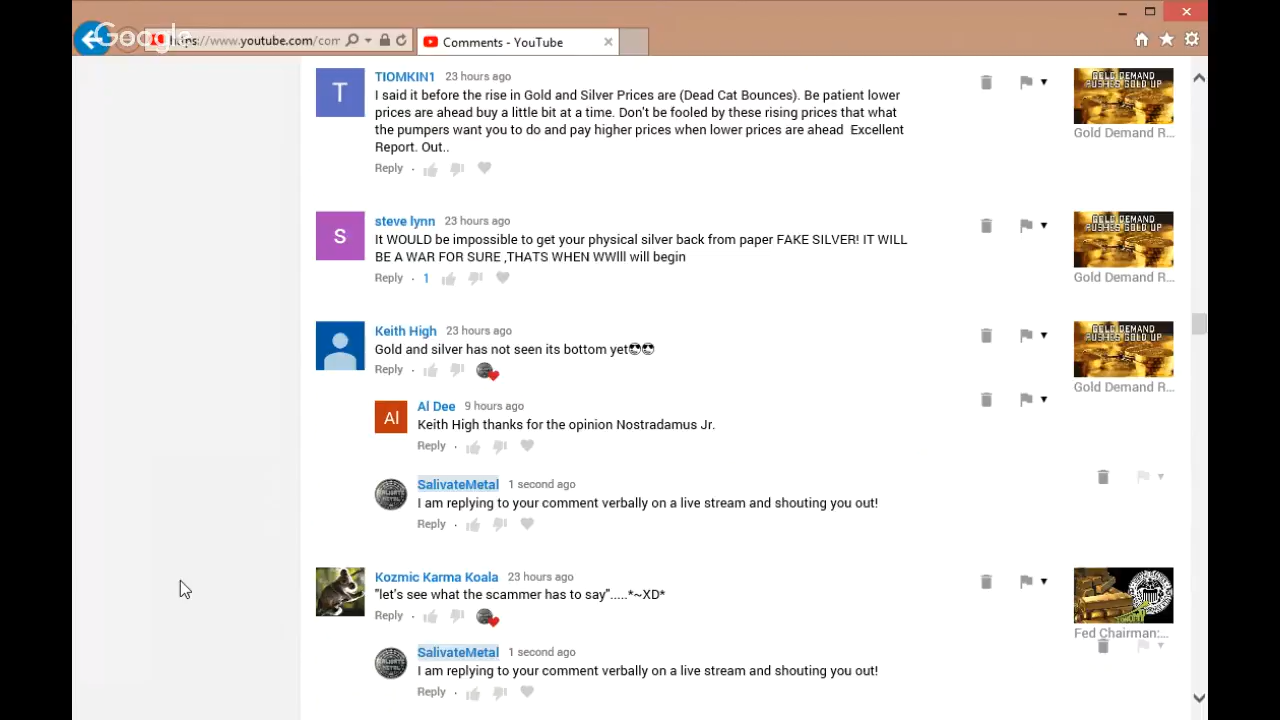 Google
https://www.youtube.com/com
Comments - YouTube
T
TIOMKIN1 23 hours ago
I said it before the rise in Gold and Silver Prices are (Dead Cat Bounces). Be patient lower
prices are ahead buy a little bit at a time. Don't be fooled by these rising prices that what
the pumpers want you to do and pay higher prices when lower prices are ahead Excellent
Report. Out..
Reply
GOLD DEMAND
PUSHES GOLD UP
Gold Demand R...
S
steve lynn 23 hours ago
It WOULD be impossible to get your physical silver back from paper FAKE SILVER! IT WILL
BE A WAR FOR SURE ,THATS WHEN WWlll will begin
Reply · 1
GOLD DEMAND
PUSHES GOLD UP
Gold Demand R...
Keith High 23 hours ago
Gold and silver has not seen its bottom yet😎😎
Reply
GOLD DEMAND
PUSHES GOLD UP
Gold Demand R...
Al
Al Dee 9 hours ago
Keith High thanks for the opinion Nostradamus Jr.
Reply
SALIVATE
METAL
SalivateMetal 1 second ago
I am replying to your comment verbally on a live stream and shouting you out!
Reply
Kozmic Karma Koala 23 hours ago
"let's see what the scammer has to say".....*~XD*
Reply
Fed Chairman:...
SALIVATE
METAL
SalivateMetal 1 second ago
I am replying to your comment verbally on a live stream and shouting you out!
Reply